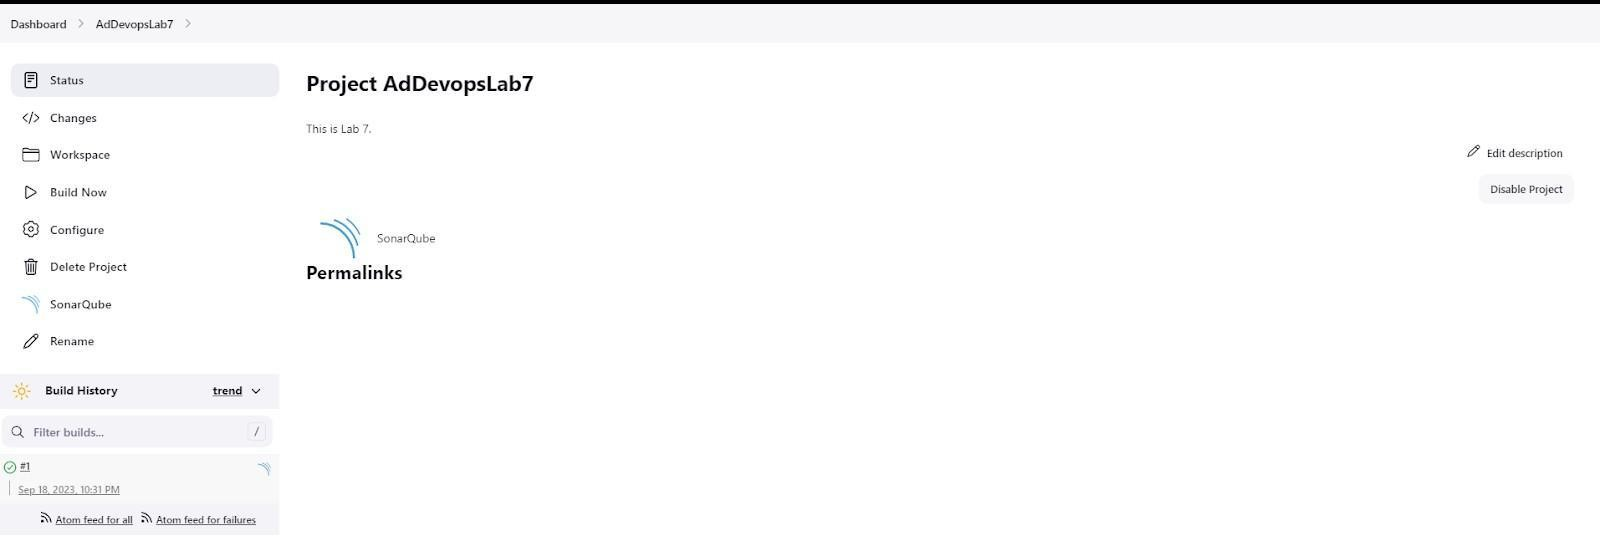 Dashboard > AdDevopsLab7 >
Status
Changes
Workspace
Build Now
Configure
Delete Project
SonarQube
Rename
Build History trend
Filter builds... /
#1
Sep 18, 2023, 10:31 PM
Atom feed for all Atom feed for failures
Project AdDevopsLab7
This is Lab 7.
Edit description
Disable Project
SonarQube
Permalinks